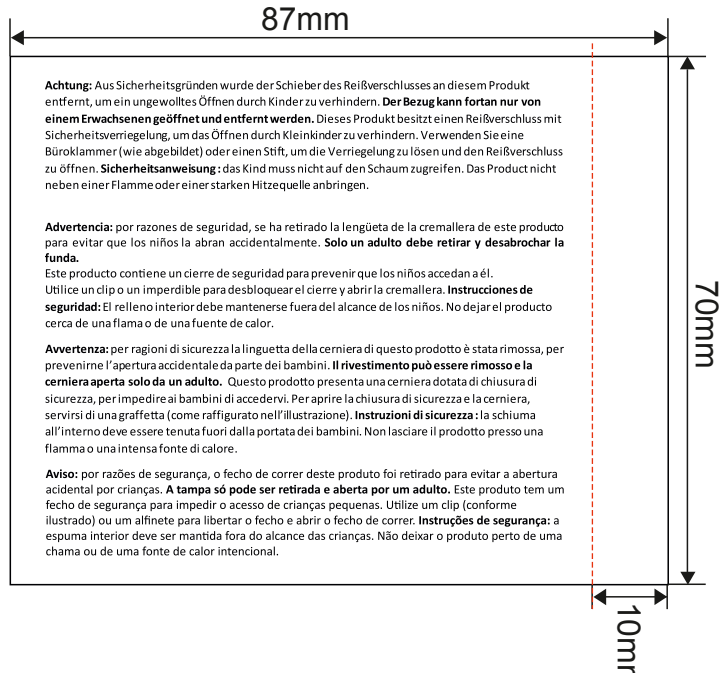 87mm
Achtung: Aus Sicherheitsgründen wurde der Schieber des Reißverschlusses an diesem Produkt
entfernt, um ein ungewolltes Öffnen durch Kinder zu verhindern. Der Bezug kann fortan nur von
einem Erwachsenen geöffnet und entfernt werden. Dieses Produkt besitzt einen Reißverschluss mit
Sicherheitsverriegelung, um das Öffnen durch Kleinkinder zu verhindern. Verwenden Sie eine
Büroklammer (wie abgebildet) oder einen Stift, um die Verriegelung zu lösen und den Reißverschluss
zu öffnen. Sicherheitsanweisung : das Kind muss nicht auf den Schaum zugreifen. Das Product nicht
neben einer Flamme oder einer starken Hitzequelle anbringen.
Advertencia: por razones de seguridad, se ha retirado la lengüeta de la cremallera de este producto
para evitar que los niños la abran accidentalmente. Solo un adulto debe retirar y desabrochar la
funda.
Este producto contiene un cierre de seguridad para prevenir que los niños accedan a él.
Utilice un clip o un imperdible para desbloquear el cierre y abrir la cremallera. Instrucciones de
seguridad: El relleno interior debe mantenerse fuera del alcance de los niños. No dejar el producto
cerca de una flama o de una fuente de calor.
Avvertenza: per ragioni di sicurezza la linguetta della cerniera di questo prodotto è stata rimossa, per
prevenirne l'apertura accidentale da parte dei bambini. Il rivestimento può essere rimosso e la
cerniera aperta solo da un adulto. Questo prodotto presenta una cerniera dotata di chiusura di
sicurezza, per impedire ai bambini di accedervi. Per aprire la chiusura di sicurezza e la cerniera,
servirsi di una graffetta (come raffigurato nell'illustrazione). Instruzioni di sicurezza : la schiuma
all'interno deve essere tenuta fuori dalla portata dei bambini. Non lasciare il prodotto presso una
flamma o una intensa fonte di calore.
Aviso: por razões de segurança, o fecho de correr deste produto foi retirado para evitar a abertura
acidental por crianças. A tampa só pode ser retirada e aberta por um adulto. Este produto tem um
fecho de segurança para impedir o acesso de crianças pequenas. Utilize um clip (conforme
ilustrado) ou um alfinete para libertar o fecho e abrir o fecho de correr. Instruções de segurança: a
espuma interior deve ser mantida fora do alcance das crianças. Não deixar o produto perto de uma
chama ou de uma fonte de calor intencional.
70mm